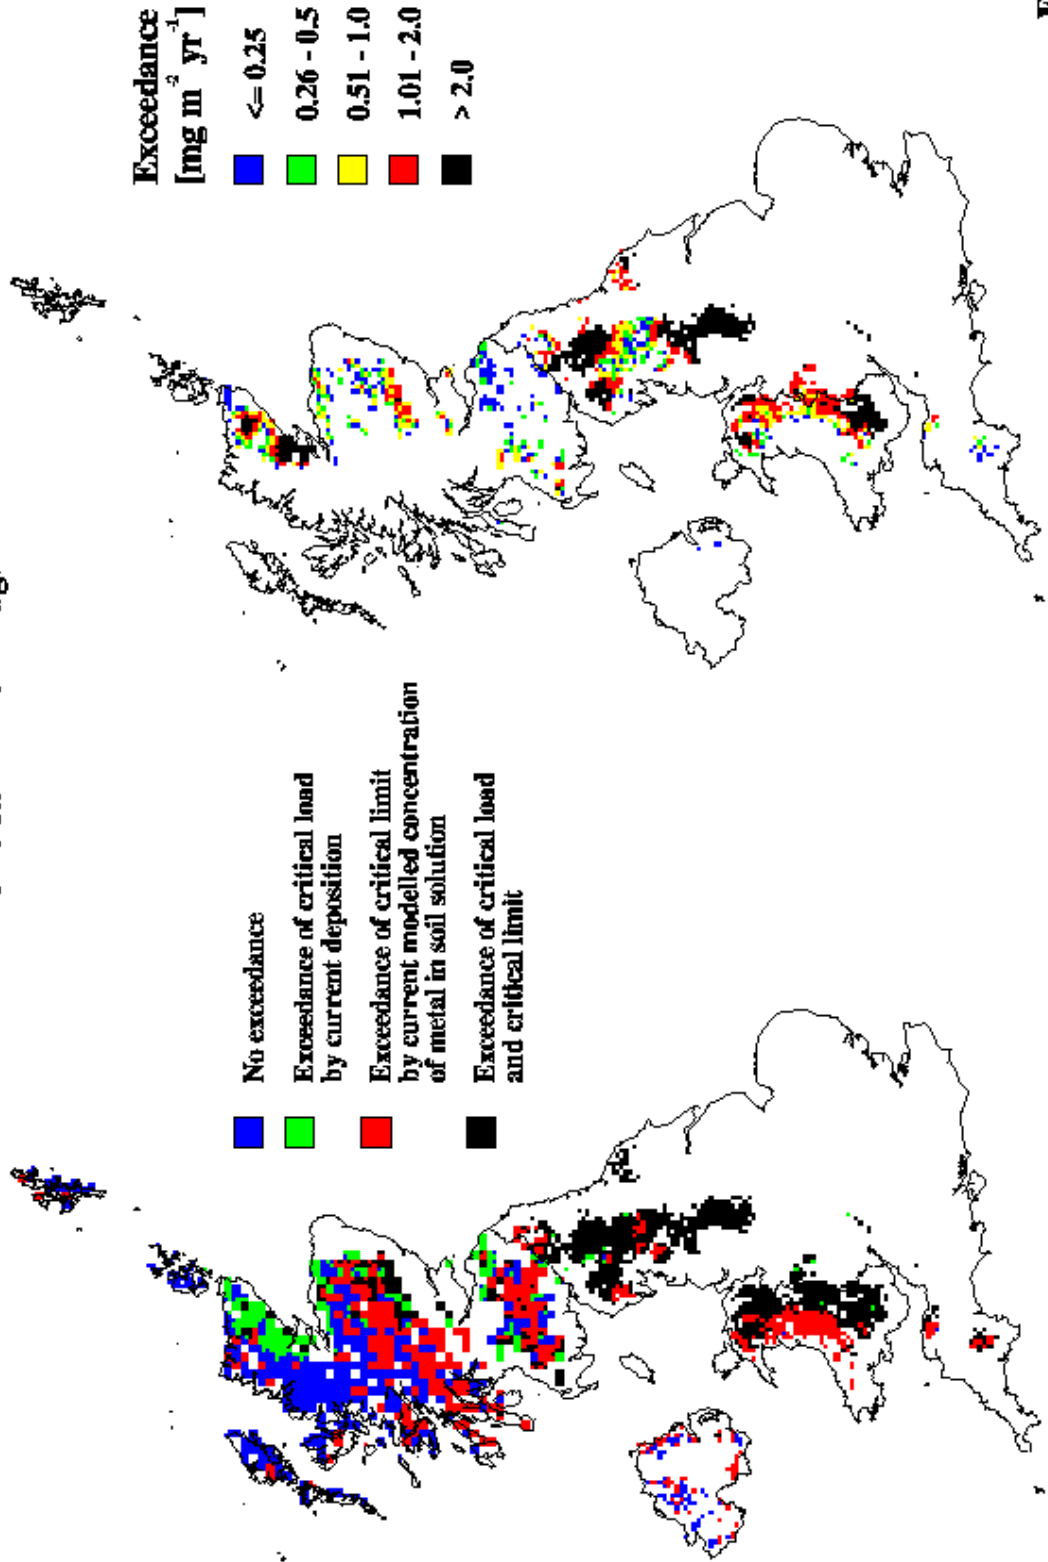 Exceedance
[mg m⁻² yr⁻¹]
<= 0.25
0.26 - 0.5
0.51 - 1.0
1.01 - 2.0
> 2.0
No exceedance
Exceedance of critical load
by current deposition
Exceedance of critical limit
by current modelled concentration
of metal in soil solution
Exceedance of critical load
and critical limit